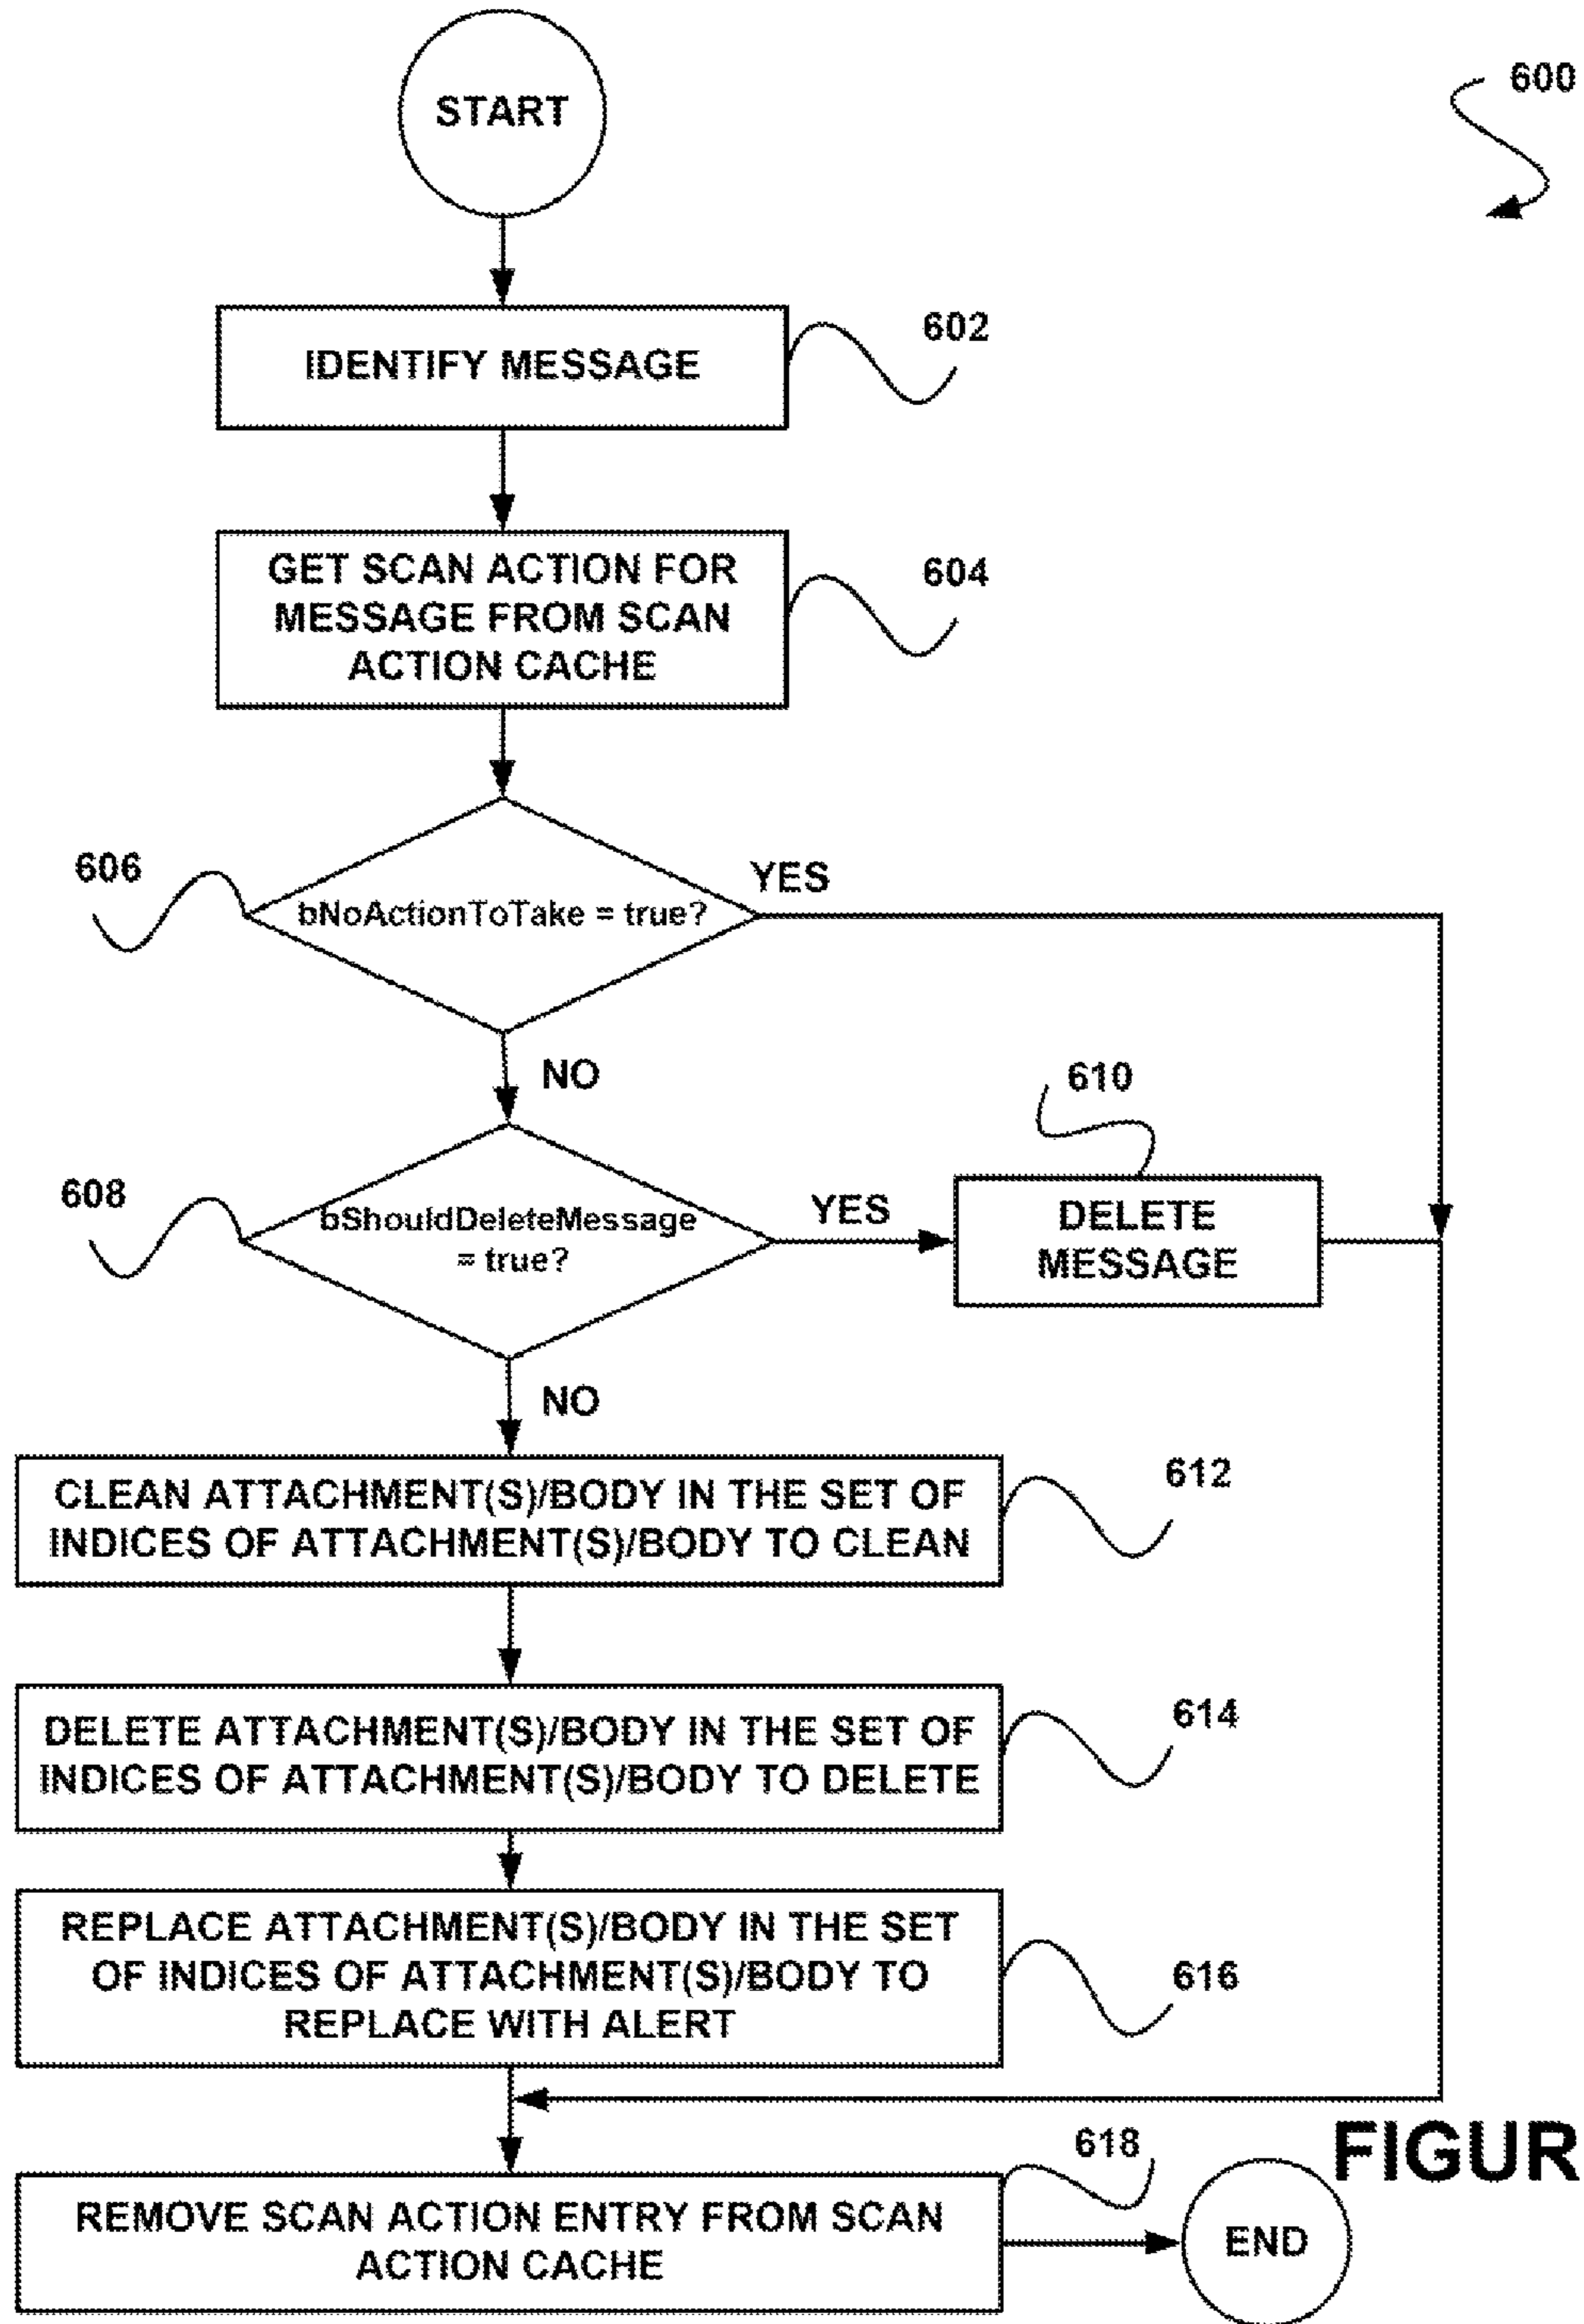 START
600
IDENTIFY MESSAGE
602
GET SCAN ACTION FOR
MESSAGE FROM SCAN
ACTION CACHE
604
606
bNoActionToTake = true?
YES
NO
610
608
bShouldDeleteMessage
= true?
YES
DELETE
MESSAGE
NO
CLEAN ATTACHMENT(S)/BODY IN THE SET OF
INDICES OF ATTACHMENT(S)/BODY TO CLEAN
612
DELETE ATTACHMENT(S)/BODY IN THE SET OF
INDICES OF ATTACHMENT(S)/BODY TO DELETE
614
REPLACE ATTACHMENT(S)/BODY IN THE SET
OF INDICES OF ATTACHMENT(S)/BODY TO
REPLACE WITH ALERT
616
618
FIGUR
REMOVE SCAN ACTION ENTRY FROM SCAN
ACTION CACHE
END